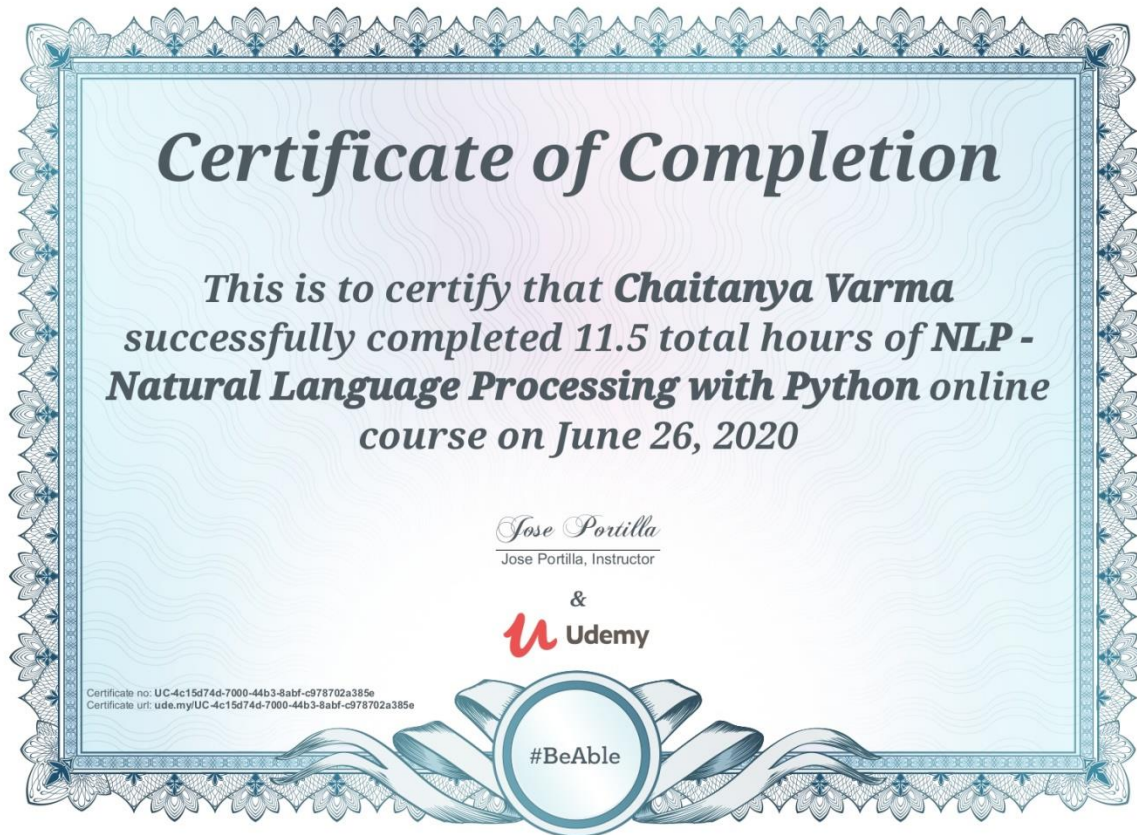 Certificate of Completion
This is to certify that Chaitanya Varma
successfully completed 11.5 total hours of NLP -
Natural Language Processing with Python online
course on June 26, 2020
Jose Portilla
Jose Portilla, Instructor
&
Udemy
Certificate no: UC-4c15d74d-7000-44b3-8abf-c978702a385e
Certificate url: ude.my/UC-4c15d74d-7000-44b3-8abf-c978702a385e
#BeAble